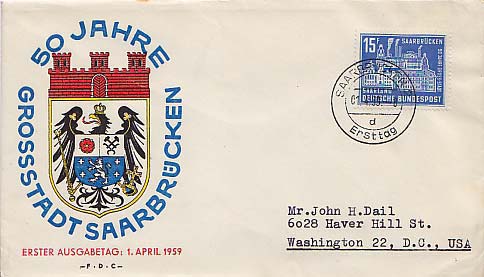 50 JAHRE
GROSSSTADT SAARBRÜCKEN
ERSTER AUSGABETAG: 1. APRIL 1959
—F.D.C—
15 F.
SAARBRÜCKEN
SAARLAND
DEUTSCHE BUNDESPOST
d
Ersttag
Mr. John H. Dail
6028 Haver Hill St.
Washington 22, D.C., USA